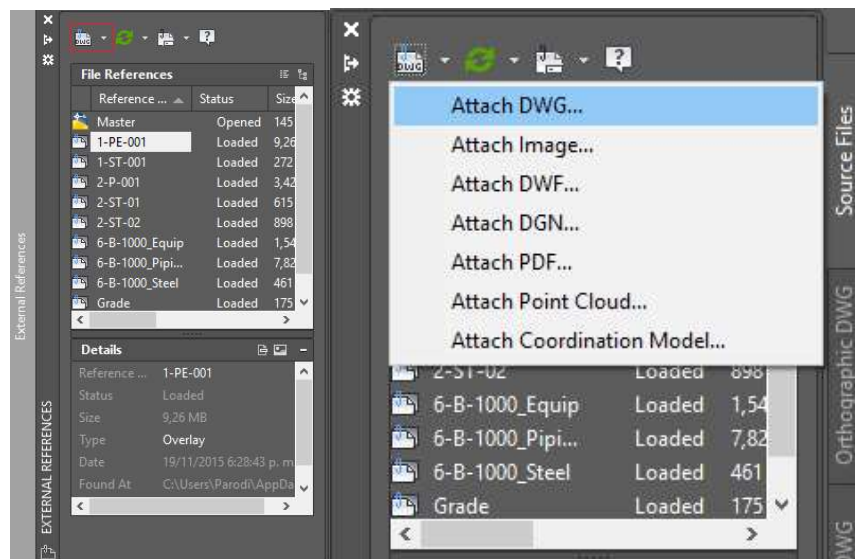 DWG
File References
Reference ... Status Size
Master Opened 145
1-PE-001 Loaded 9,26
1-ST-001 Loaded 272
2-P-001 Loaded 3,42
2-ST-01 Loaded 615
2-ST-02 Loaded 898
6-B-1000_Equip Loaded 1,54
6-B-1000_Pipi... Loaded 7,82
6-B-1000_Steel Loaded 461
Grade Loaded 175
Details
Reference ... 1-PE-001
Status Loaded
Size 9,26 MB
Type Overlay
Date 19/11/2015 6:28:43 p. m
Found At C:\Users\Parodi\AppDa
External References
EXTERNAL REFERENCES
DWG
Attach DWG...
Attach Image...
Attach DWF...
Attach DGN...
Attach PDF...
Attach Point Cloud...
Attach Coordination Model...
2-ST-02 Loaded 898
6-B-1000_Equip Loaded 1,54
6-B-1000_Pipi... Loaded 7,82
6-B-1000_Steel Loaded 461
Grade Loaded 175
Source Files
Orthographic DWG
DWG